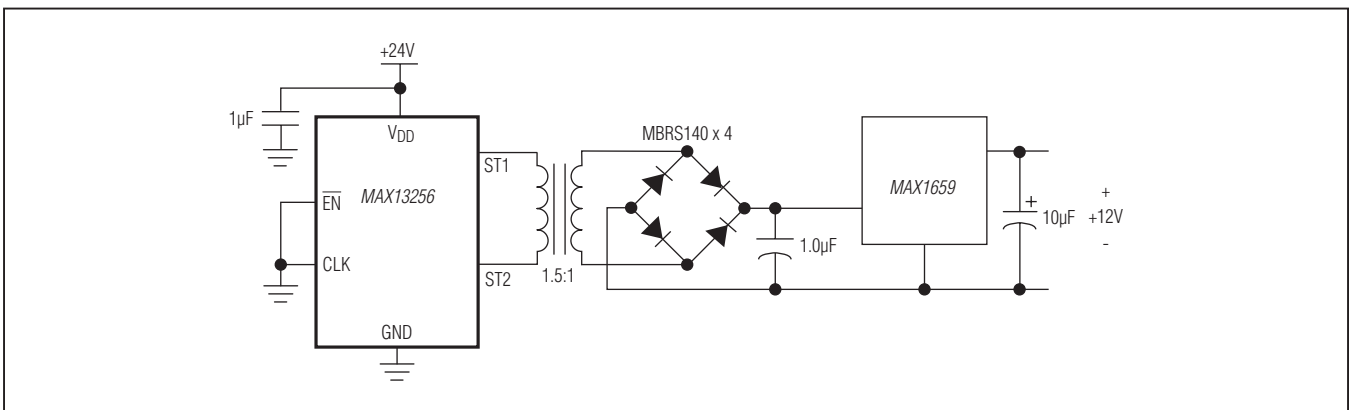 +24V
1µF
VDD
ST1
MAX13256
EN
CLK
ST2
GND
1.5:1
MBRS140 x 4
1.0µF
MAX1659
+
10µF
+
+12V
-